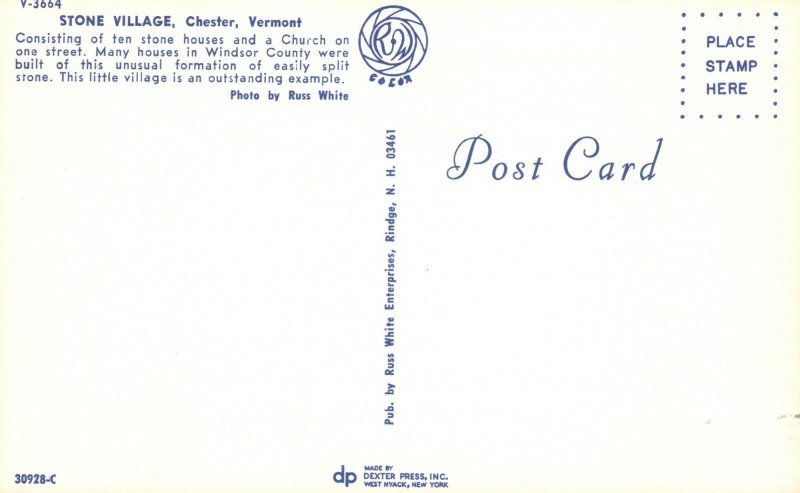 V-3664
STONE VILLAGE, Chester, Vermont
Consisting of ten stone houses and a Church on
one street. Many houses in Windsor County were
built of this unusual formation of easily split
stone. This little village is an outstanding example.
Photo by Russ White
RW
COLOR
PLACE
STAMP
HERE
Post Card
Pub. by Russ White Enterprises, Rindge, N. H. 03461
30928-C
dp
MADE BY
DEXTER PRESS, INC.
WEST NYACK, NEW YORK